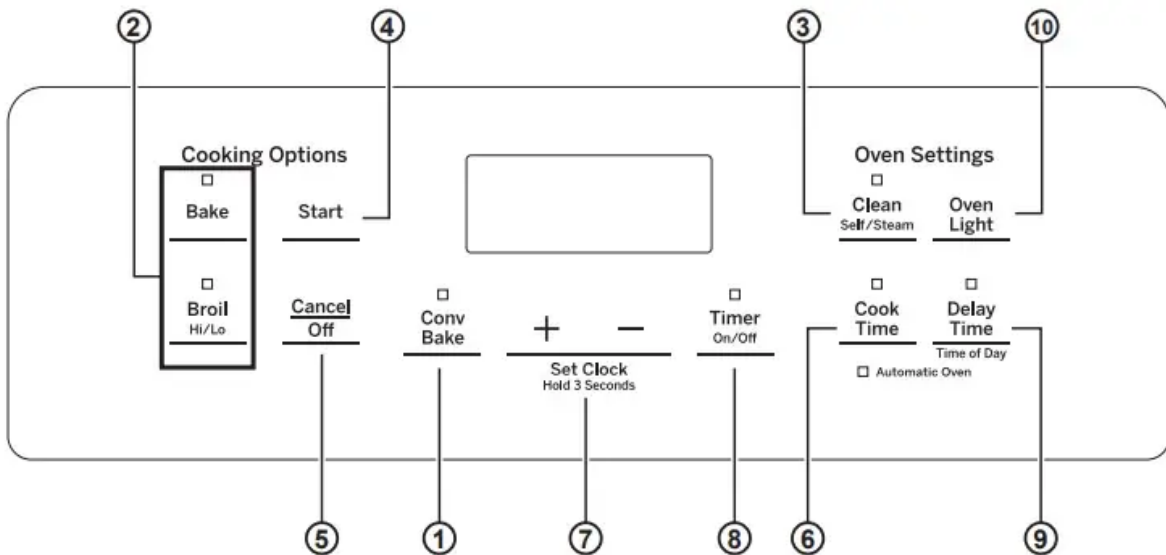 2
4
3
10
Cooking Options
Oven Settings
Bake
Start
Clean
Self/Steam
Oven
Light
Broil
Hi/Lo
Cancel
Off
Conv
Bake
+ −
Set Clock
Hold 3 Seconds
Timer
On/Off
Cook
Time
Delay
Time
Time of Day
Automatic Oven
5
1
7
8
6
9